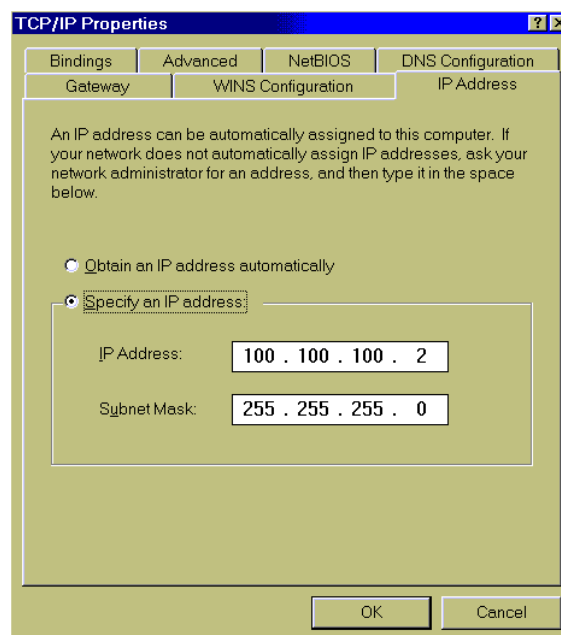 TCP/IP Properties
Bindings Advanced NetBIOS DNS Configuration
Gateway WINS Configuration IP Address
An IP address can be automatically assigned to this computer. If
your network does not automatically assign IP addresses, ask your
network administrator for an address, and then type it in the space
below.
Obtain an IP address automatically
Specify an IP address:
IP Address: 100 . 100 . 100 . 2
Subnet Mask: 255 . 255 . 255 . 0
OK Cancel